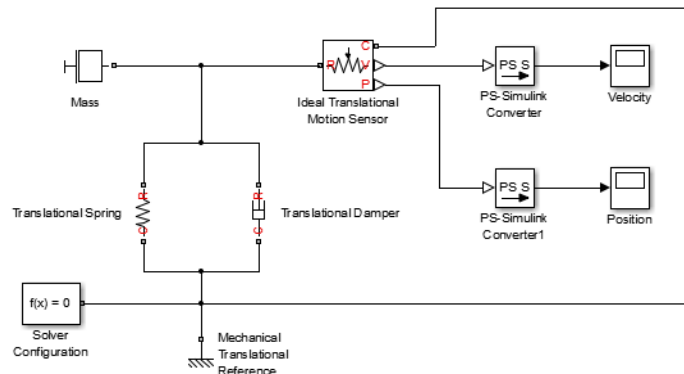 C
R
V
P
Mass
Ideal Translational
Motion Sensor
PS S
PS-Simulink
Converter
Velocity
R
R
Translational Spring
Translational Damper
C
C
PS S
PS-Simulink
Converter1
Position
f(x) = 0
Solver
Configuration
Mechanical
Translational
Reference